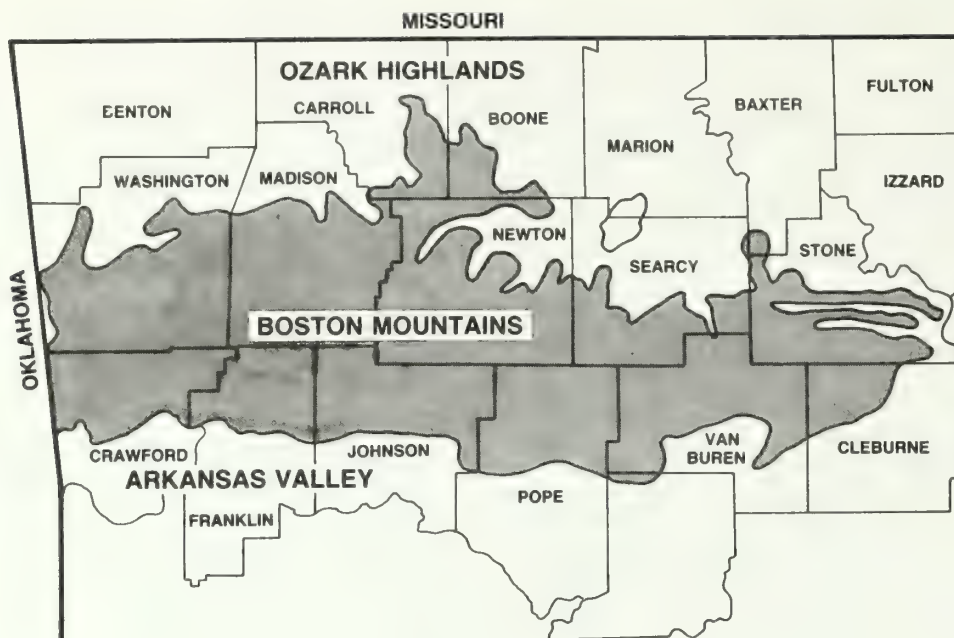 MISSOURI
OZARK HIGHLANDS
FULTON
BENTON
CARROLL
BOONE
BAXTER
MARION
WASHINGTON
MADISON
IZZARD
NEWTON
STONE
SEARCY
OKLAHOMA
BOSTON MOUNTAINS
CRAWFORD
JOHNSON
VAN
BUREN
CLEBURNE
ARKANSAS VALLEY
POPE
FRANKLIN